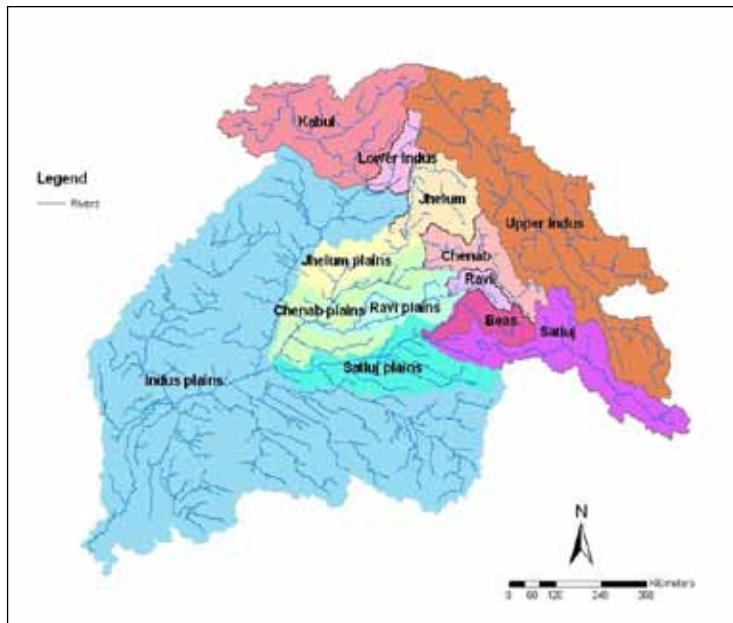 Kabul
Lower Indus
Legend
Rivers
Jhelum
Upper Indus
Chenab
Jhelum plains
Ravi
Chenab plains
Ravi plains
Beas
Satluj
Satluj plains
Indus plains
N
Kilometers
0 60 120 240 360